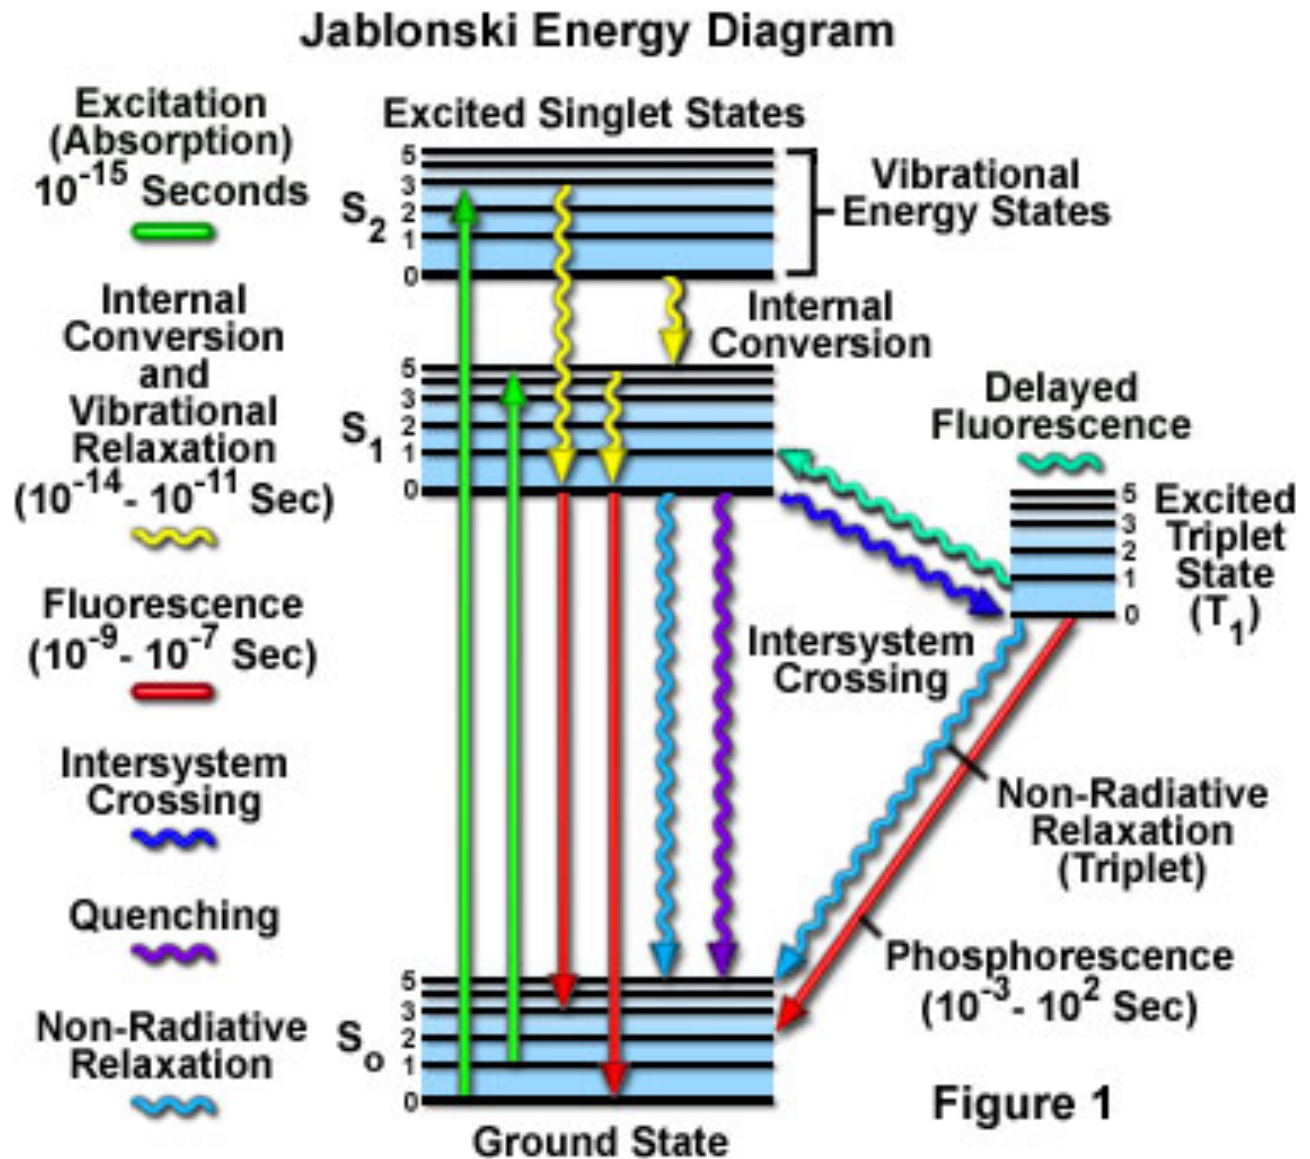 Jablonski Energy Diagram
Excitation
(Absorption)
10⁻¹⁵ Seconds
Internal
Conversion
and
Vibrational
Relaxation
(10⁻¹⁴ - 10⁻¹¹ Sec)
Fluorescence
(10⁻⁹ - 10⁻⁷ Sec)
Intersystem
Crossing
Quenching
Non-Radiative
Relaxation
Excited Singlet States
S₂
5
3
2
1
0
Vibrational
Energy States
Internal
Conversion
S₁
5
3
2
1
0
Delayed
Fluorescence
5
3
2
1
0
Excited
Triplet
State
(T₁)
Intersystem
Crossing
Non-Radiative
Relaxation
(Triplet)
Phosphorescence
(10⁻³ - 10² Sec)
Sₒ
5
3
2
1
0
Ground State
Figure 1